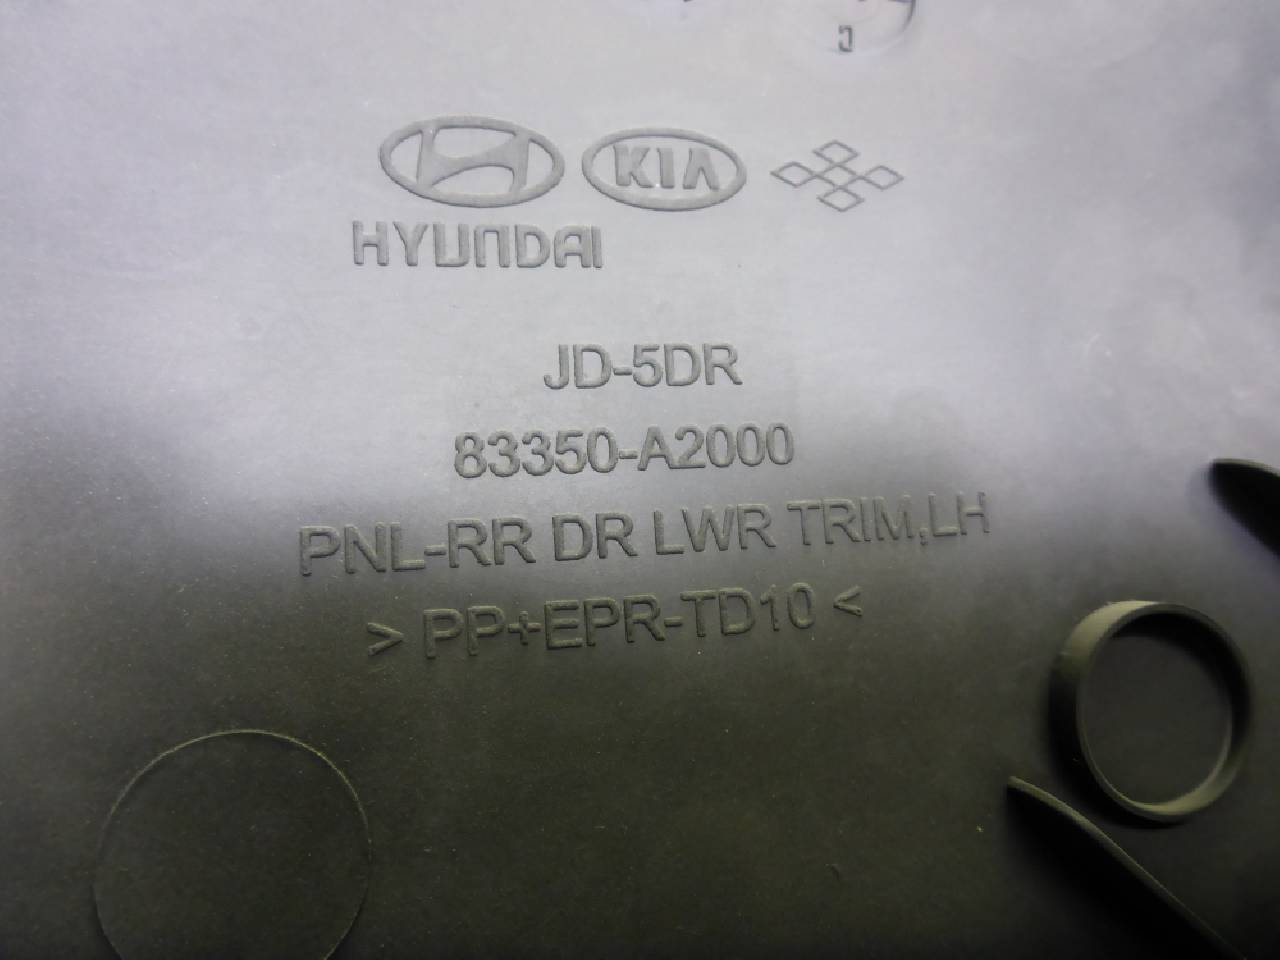 C
KIA
HYUNDAI
JD-5DR
83350-A2000
PNL-RR DR LWR TRIM,LH
> PP+EPR-TD10 <